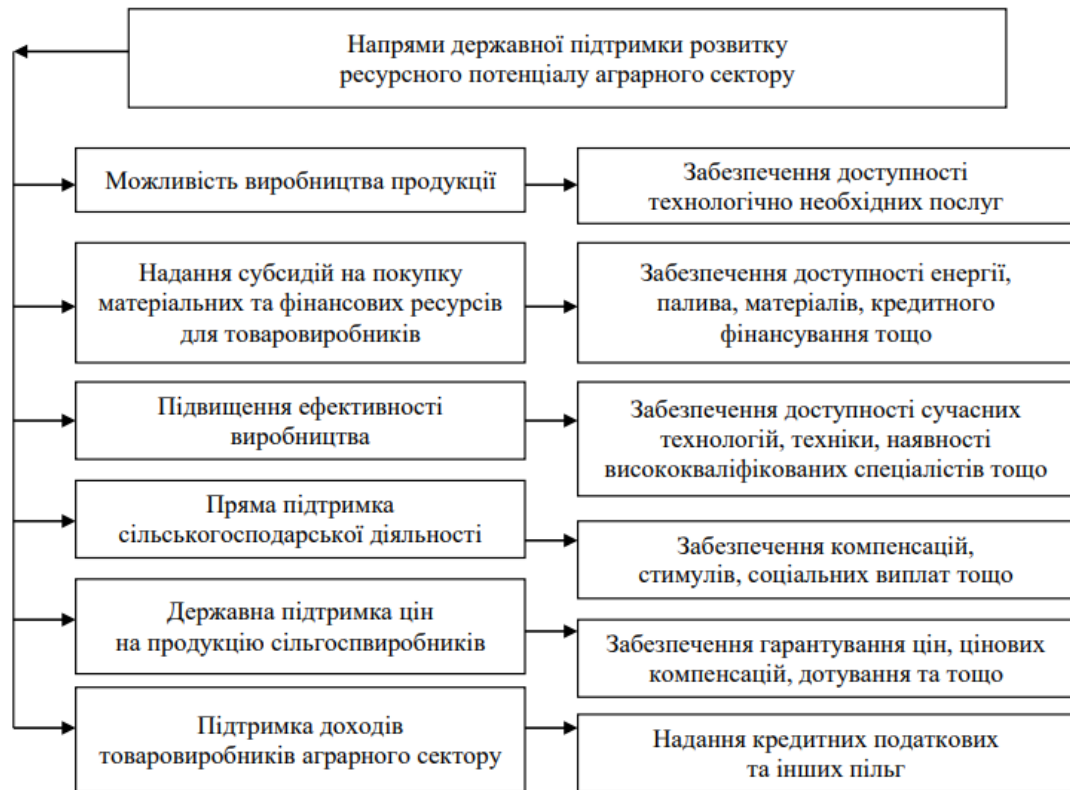 Напрями державної підтримки розвитку
ресурсного потенціалу аграрного сектору
Можливість виробництва продукції
Забезпечення доступності
технологічно необхідних послуг
Надання субсидій на покупку
матеріальних та фінансових ресурсів
для товаровиробників
Забезпечення доступності енергії,
палива, матеріалів, кредитного
фінансування тощо
Підвищення ефективності
виробництва
Забезпечення доступності сучасних
технологій, техніки, наявності
висококваліфікованих спеціалістів тощо
Пряма підтримка
сільськогосподарської діяльності
Забезпечення компенсацій,
стимулів, соціальних виплат тощо
Державна підтримка цін
на продукцію сільгоспвиробників
Забезпечення гарантування цін, цінових
компенсацій, дотування та тощо
Підтримка доходів
товаровиробників аграрного сектору
Надання кредитних податкових
та інших пільг